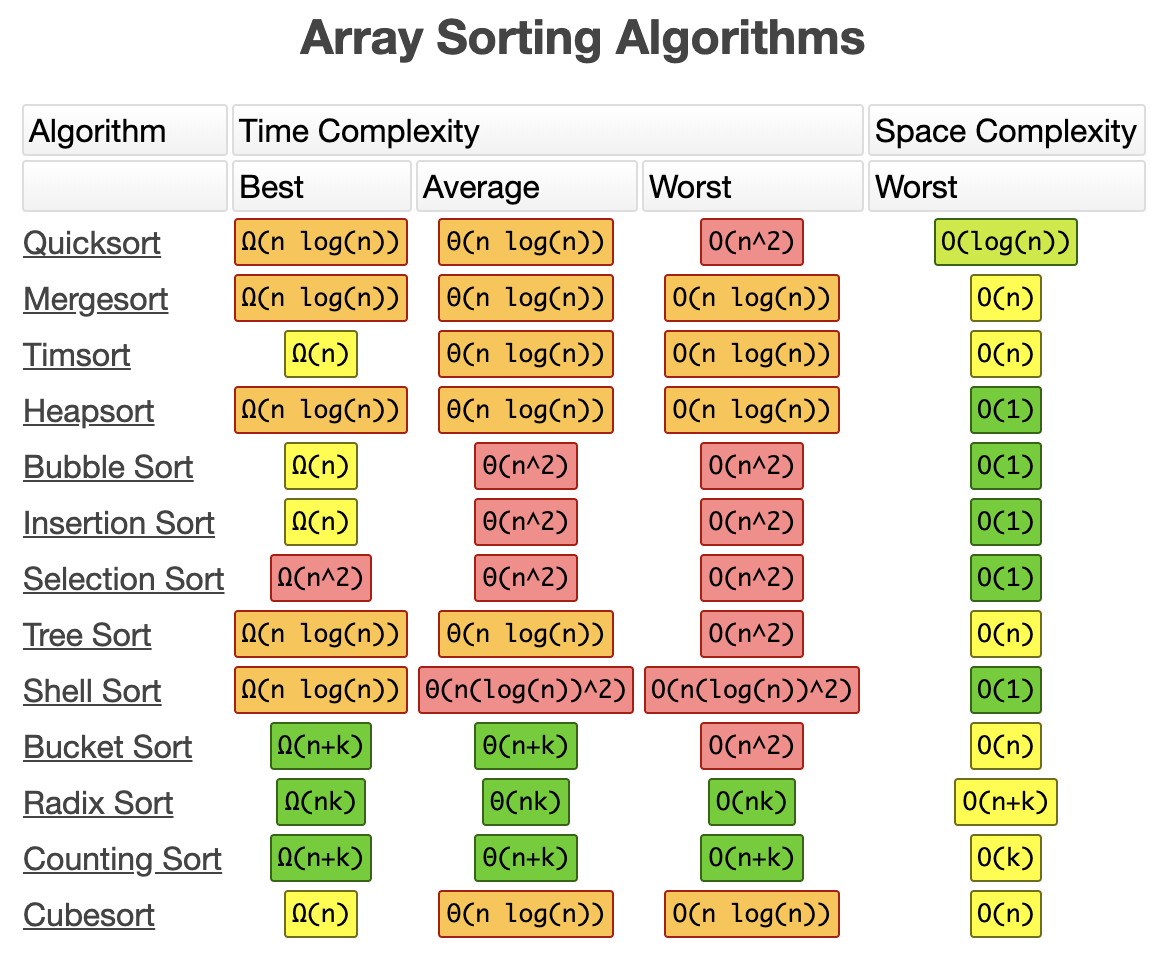 Array Sorting Algorithms
Algorithm Time Complexity Space Complexity
Best Average Worst Worst
Quicksort Ω(n log(n)) Θ(n log(n)) O(n^2) O(log(n))
Mergesort Ω(n log(n)) Θ(n log(n)) O(n log(n)) O(n)
Timsort Ω(n) Θ(n log(n)) O(n log(n)) O(n)
Heapsort Ω(n log(n)) Θ(n log(n)) O(n log(n)) O(1)
Bubble Sort Ω(n) Θ(n^2) O(n^2) O(1)
Insertion Sort Ω(n) Θ(n^2) O(n^2) O(1)
Selection Sort Ω(n^2) Θ(n^2) O(n^2) O(1)
Tree Sort Ω(n log(n)) Θ(n log(n)) O(n^2) O(n)
Shell Sort Ω(n log(n)) Θ(n(log(n))^2) O(n(log(n))^2) O(1)
Bucket Sort Ω(n+k) Θ(n+k) O(n^2) O(n)
Radix Sort Ω(nk) Θ(nk) O(nk) O(n+k)
Counting Sort Ω(n+k) Θ(n+k) O(n+k) O(k)
Cubesort Ω(n) Θ(n log(n)) O(n log(n)) O(n)